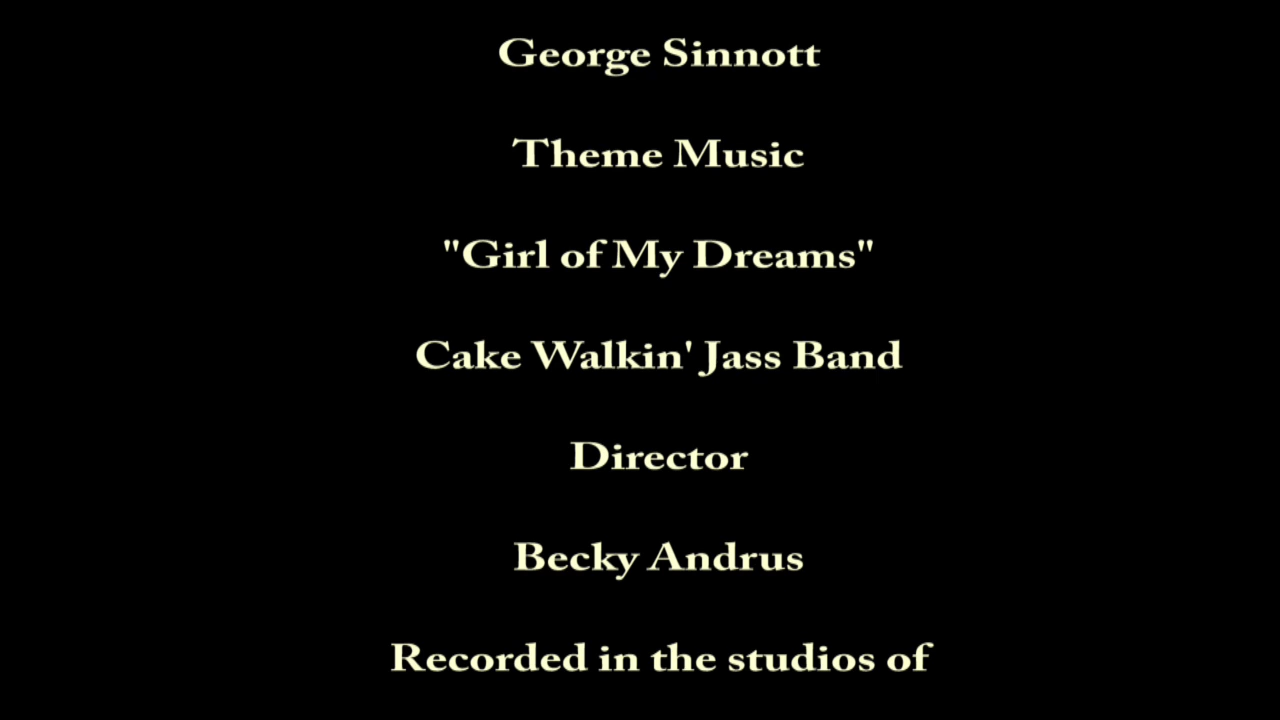 George Sinnott
Theme Music
"Girl of My Dreams"
Cake Walkin' Jass Band
Director
Becky Andrus
Recorded in the studios of